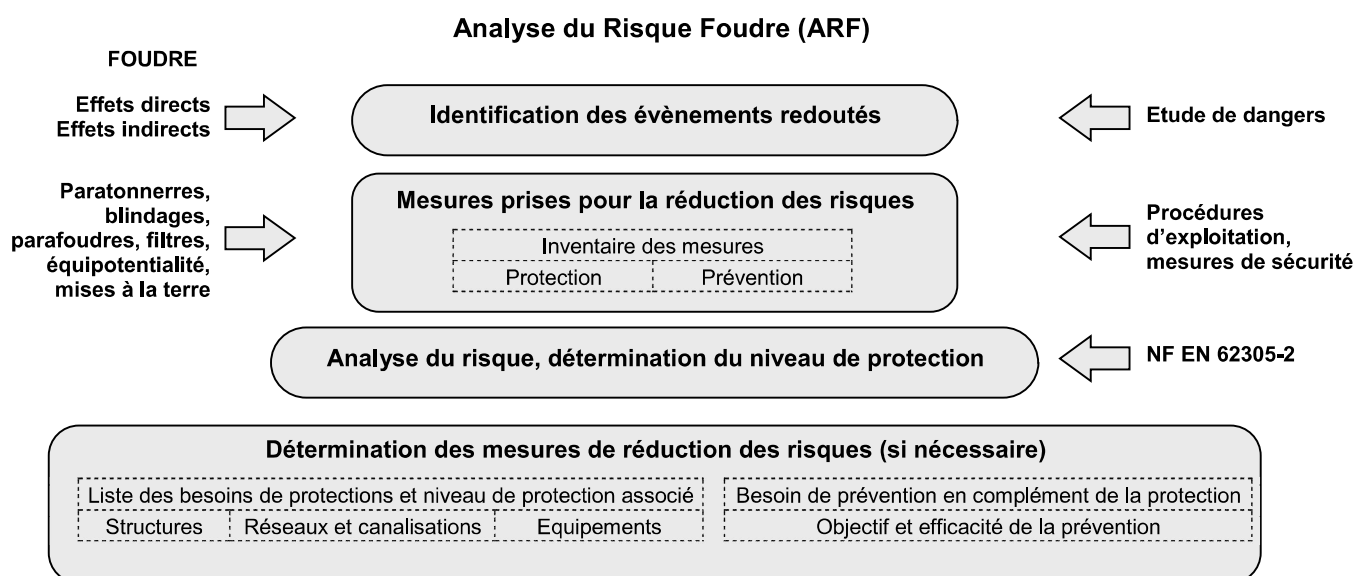 Analyse du Risque Foudre (ARF)
FOUDRE
Effets directs
Effets indirects
Identification des évènements redoutés
Etude de dangers
Paratonnerres,
blindages,
parafoudres, filtres,
équipotentialité,
mises à la terre
Mesures prises pour la réduction des risques
Inventaire des mesures
Protection
Prévention
Procédures
d’exploitation,
mesures de sécurité
Analyse du risque, détermination du niveau de protection
NF EN 62305-2
Détermination des mesures de réduction des risques (si nécessaire)
Liste des besoins de protections et niveau de protection associé
Structures
Réseaux et canalisations
Equipements
Besoin de prévention en complément de la protection
Objectif et efficacité de la prévention